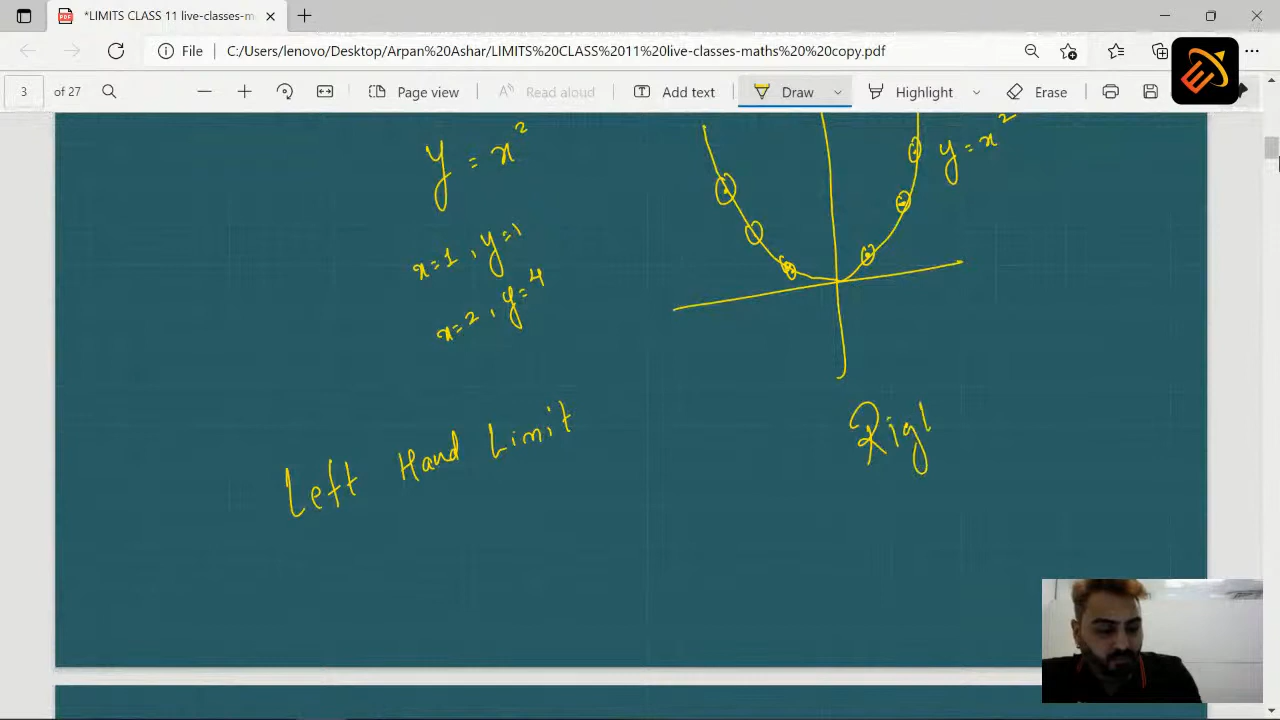 *LIMITS CLASS 11 live-classes-m
File C:/Users/lenovo/Desktop/Arpan%20Ashar/LIMITS%20CLASS%2011%20live-classes-maths%20%20copy.pdf
3 of 27 Page view Read aloud Add text Draw Highlight Erase
y = x²
y = x²
x=1, y=1
x=2, y=4
Left Hand Limit
Rigl